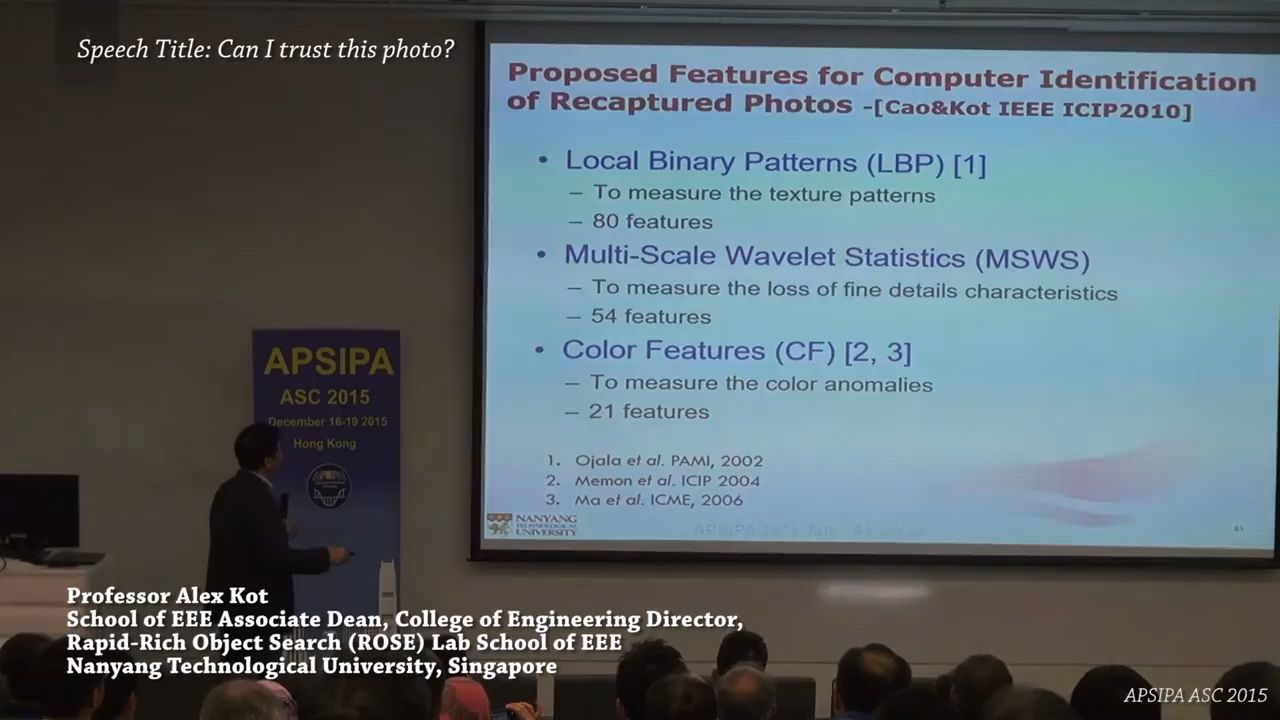 Speech Title: Can I trust this photo?
Proposed Features for Computer Identification
of Recaptured Photos -[Cao&Kot IEEE ICIP2010]
• Local Binary Patterns (LBP) [1]
– To measure the texture patterns
– 80 features
• Multi-Scale Wavelet Statistics (MSWS)
– To measure the loss of fine details characteristics
– 54 features
• Color Features (CF) [2, 3]
– To measure the color anomalies
– 21 features
1. Ojala et al. PAMI, 2002
2. Memon et al. ICIP 2004
3. Ma et al. ICME, 2006
NANYANG
TECHNOLOGICAL
UNIVERSITY
APSIPA
ASC 2015
December 16-19 2015
Hong Kong
APSIPA
Professor Alex Kot
School of EEE Associate Dean, College of Engineering Director,
Rapid-Rich Object Search (ROSE) Lab School of EEE
Nanyang Technological University, Singapore
APSIPA ASC 2015